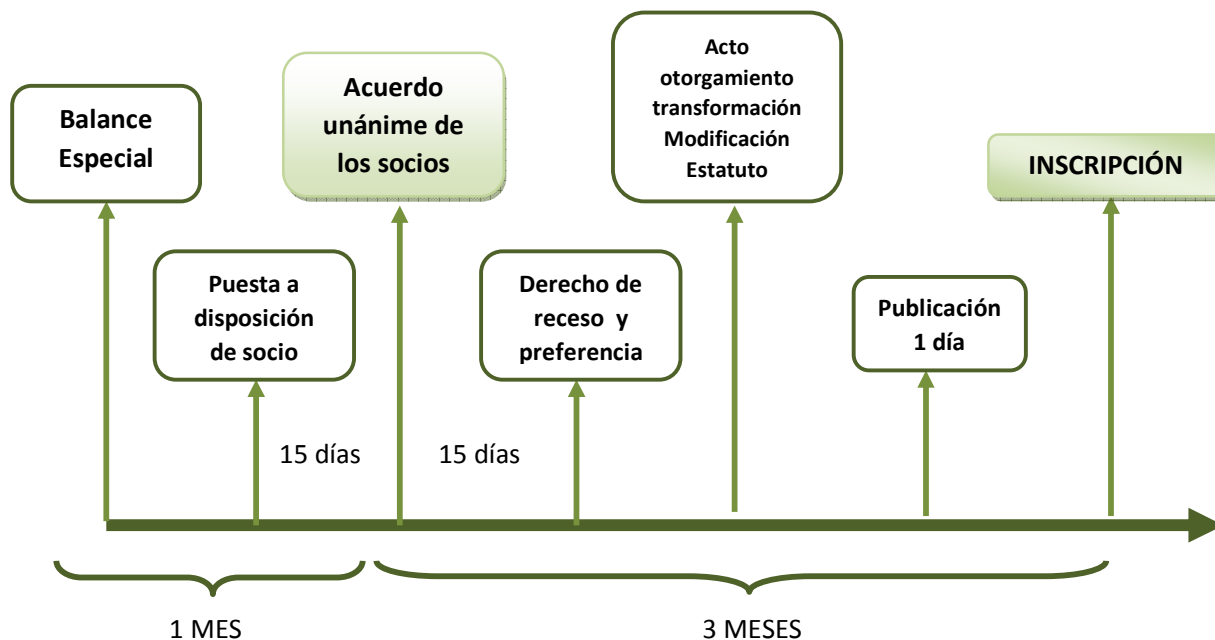 Balance
Especial
Puesta a
disposición
de socio
15 días
Acuerdo
unánime de
los socios
15 días
Derecho de
receso y
preferencia
Acto
otorgamiento
transformación
Modificación
Estatuto
Publicación
1 día
INSCRIPCIÓN
1 MES
3 MESES